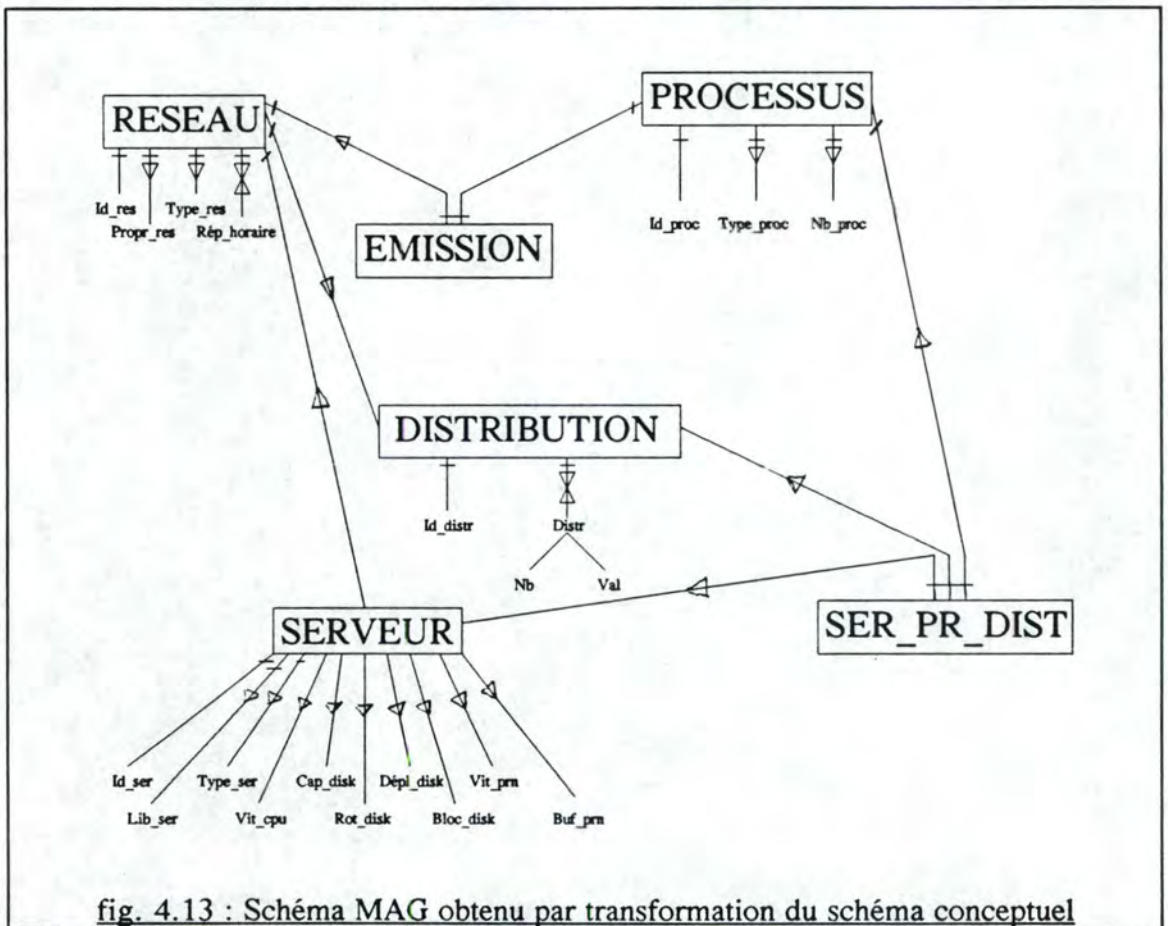 RESEAU
PROCESSUS
Id_res
Type_res
Propr_res
Rép_horaire
Id_proc
Type_proc
Nb_proc
EMISSION
DISTRIBUTION
Id_distr
Distr
Nb
Val
SERVEUR
SER_PR_DIST
Id_ser
Type_ser
Cap_disk
Dépl_disk
Vit_prn
Lib_ser
Vit_cpu
Rot_disk
Bloc_disk
Buf_prn
fig. 4.13 : Schéma MAG obtenu par transformation du schéma conceptuel